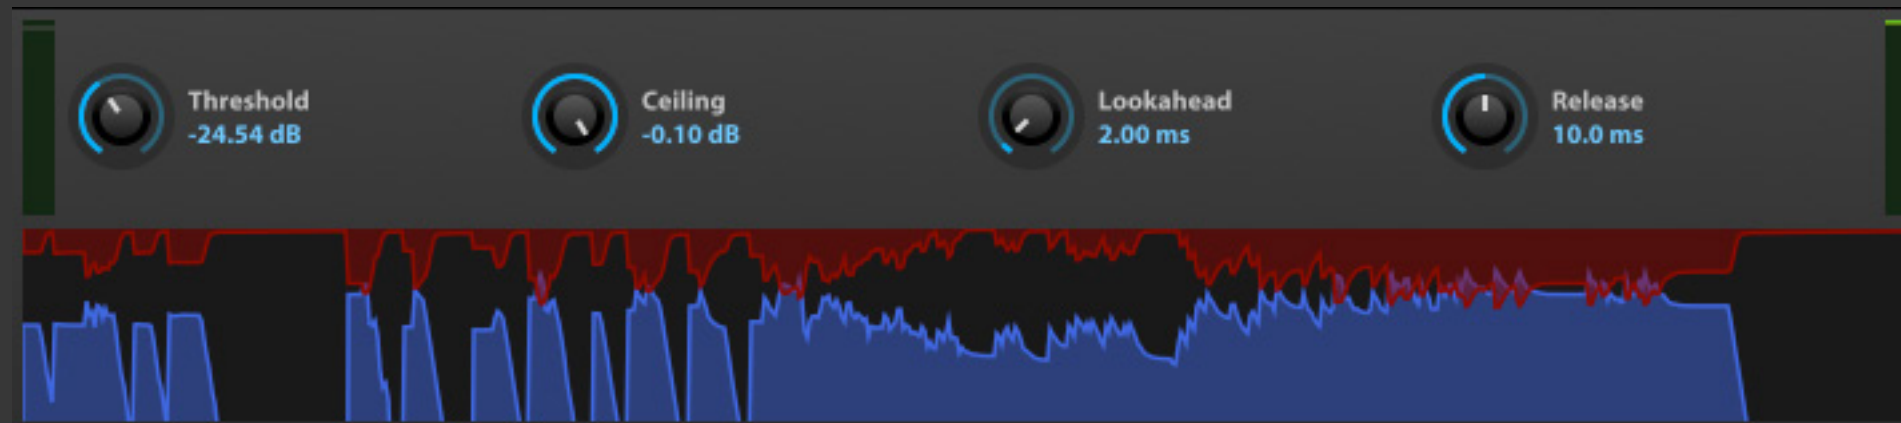 Threshold
-24.54 dB
Ceiling
-0.10 dB
Lookahead
2.00 ms
Release
10.0 ms